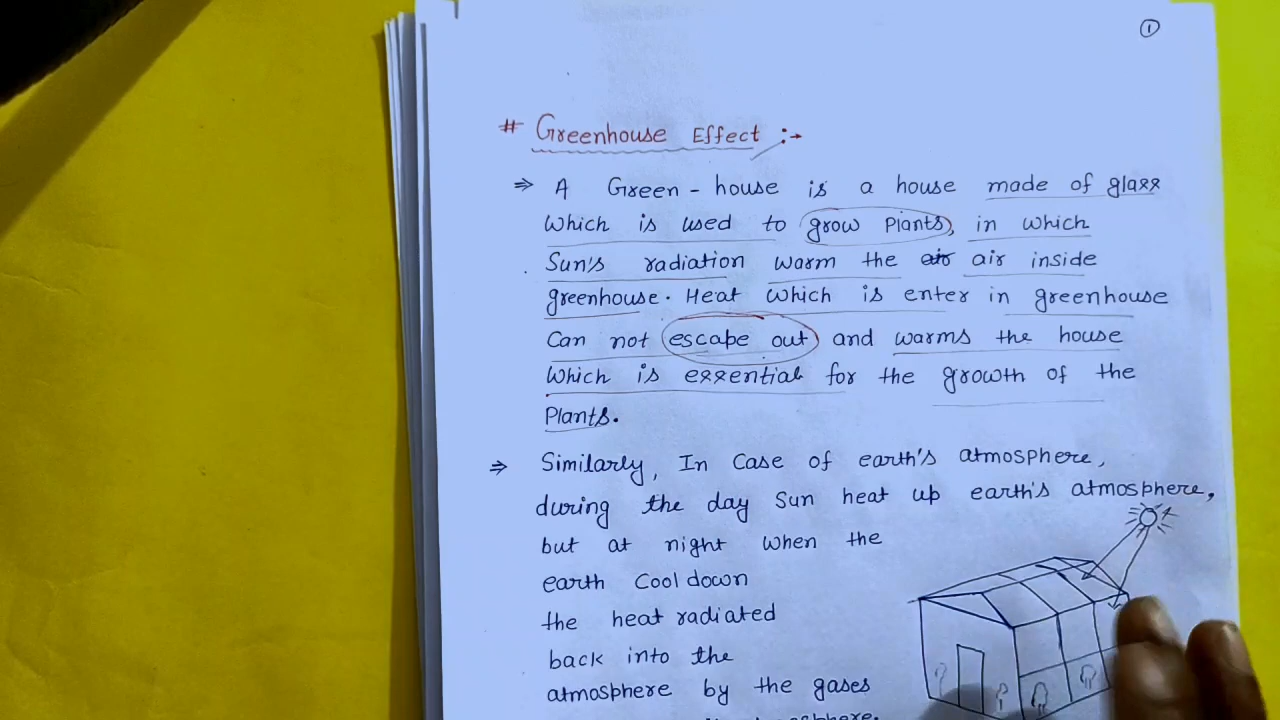 ①
# Greenhouse Effect :→
⇒ A Green-house is a house made of glass
which is used to grow Plants, in which
Sun's radiation warm the air inside
greenhouse. Heat which is enter in greenhouse
Can not escape out and warms the house
which is essential for the growth of the
Plants.
⇒ Similarly, In Case of earth's atmosphere,
during the day Sun heat up earth's atmosphere,
but at night when the
earth Cool down
the heat radiated
back into the
atmosphere by the gases